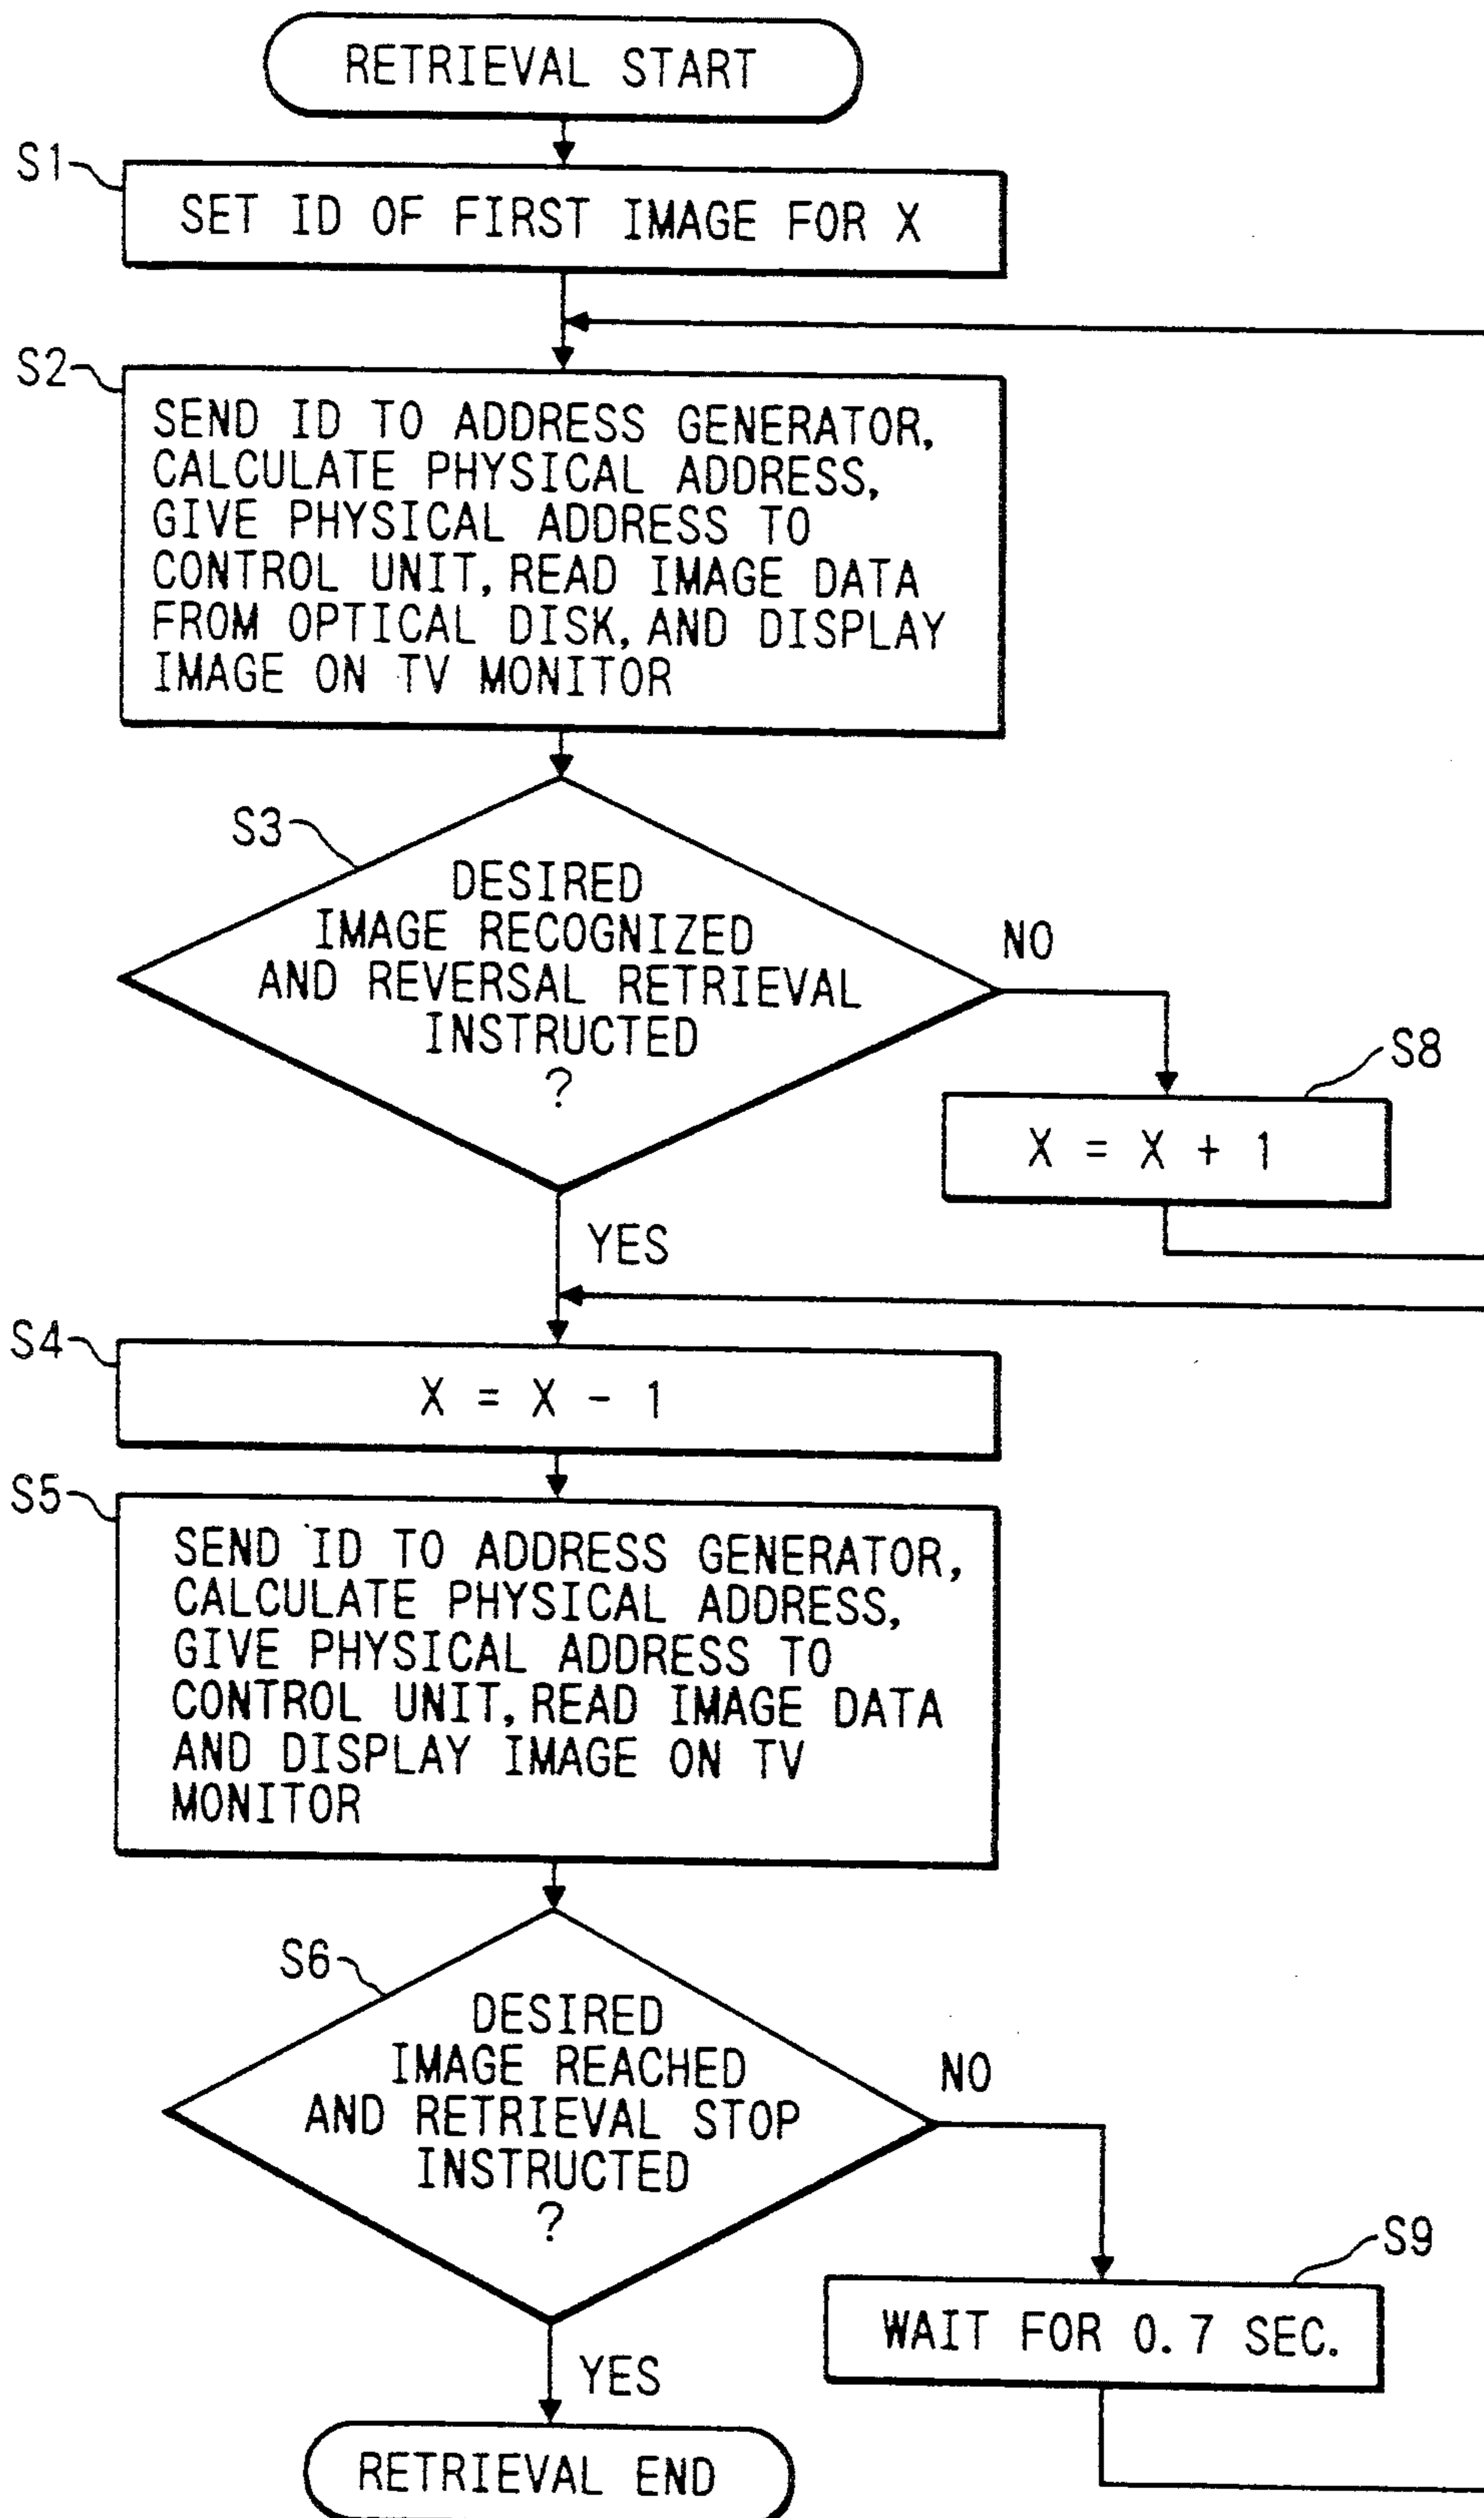 RETRIEVAL START
S1
SET ID OF FIRST IMAGE FOR X
S2
SEND ID TO ADDRESS GENERATOR,
CALCULATE PHYSICAL ADDRESS,
GIVE PHYSICAL ADDRESS TO
CONTROL UNIT, READ IMAGE DATA
FROM OPTICAL DISK, AND DISPLAY
IMAGE ON TV MONITOR
S3
DESIRED
IMAGE RECOGNIZED
AND REVERSAL RETRIEVAL
INSTRUCTED
?
NO
S8
X = X + 1
YES
S4
X = X - 1
S5
SEND ID TO ADDRESS GENERATOR,
CALCULATE PHYSICAL ADDRESS,
GIVE PHYSICAL ADDRESS TO
CONTROL UNIT, READ IMAGE DATA
AND DISPLAY IMAGE ON TV
MONITOR
S6
DESIRED
IMAGE REACHED
AND RETRIEVAL STOP
INSTRUCTED
?
NO
S9
WAIT FOR 0.7 SEC.
YES
RETRIEVAL END